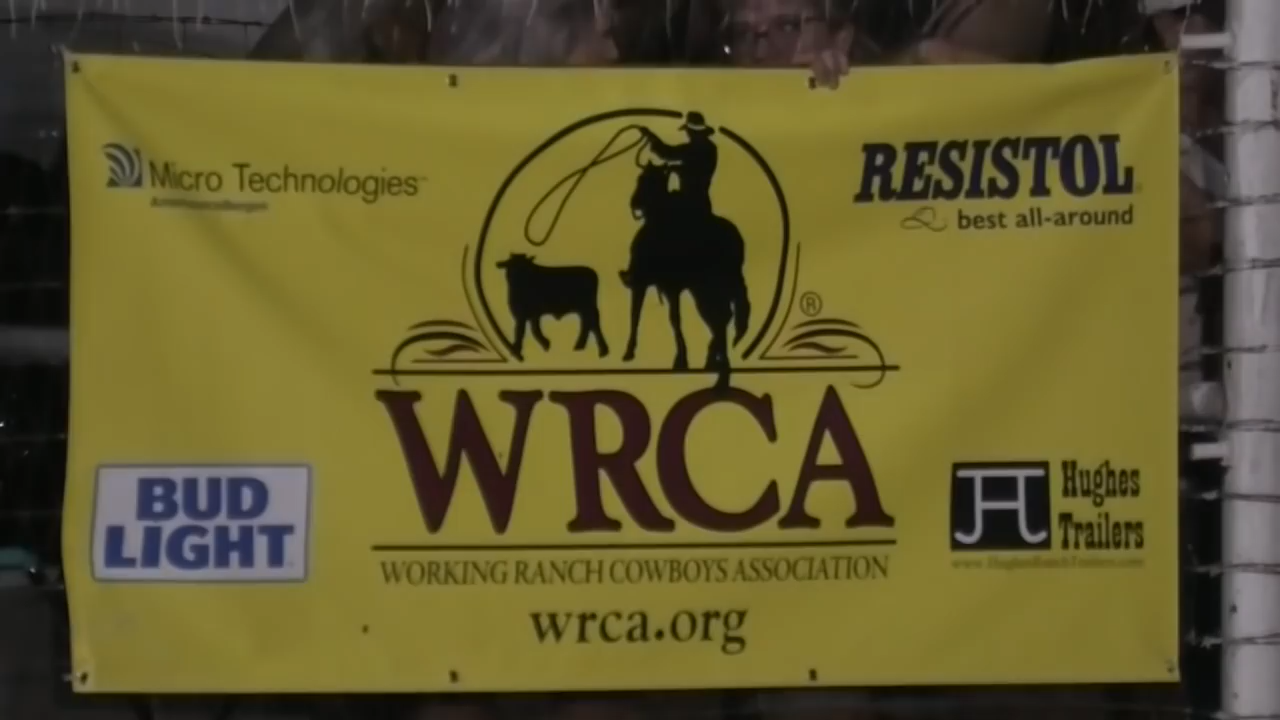 Micro Technologies
RESISTOL
best all-around
®
WRCA
WORKING RANCH COWBOYS ASSOCIATION
wrca.org
BUD
LIGHT
Hughes
Trailers